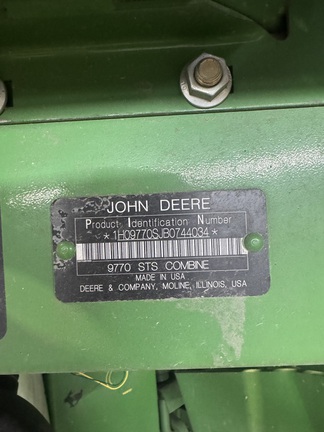 JOHN DEERE
Product Identification Number
*1H09770SJB0744034*
9770 STS COMBINE
MADE IN USA
DEERE & COMPANY, MOLINE, ILLINOIS, USA